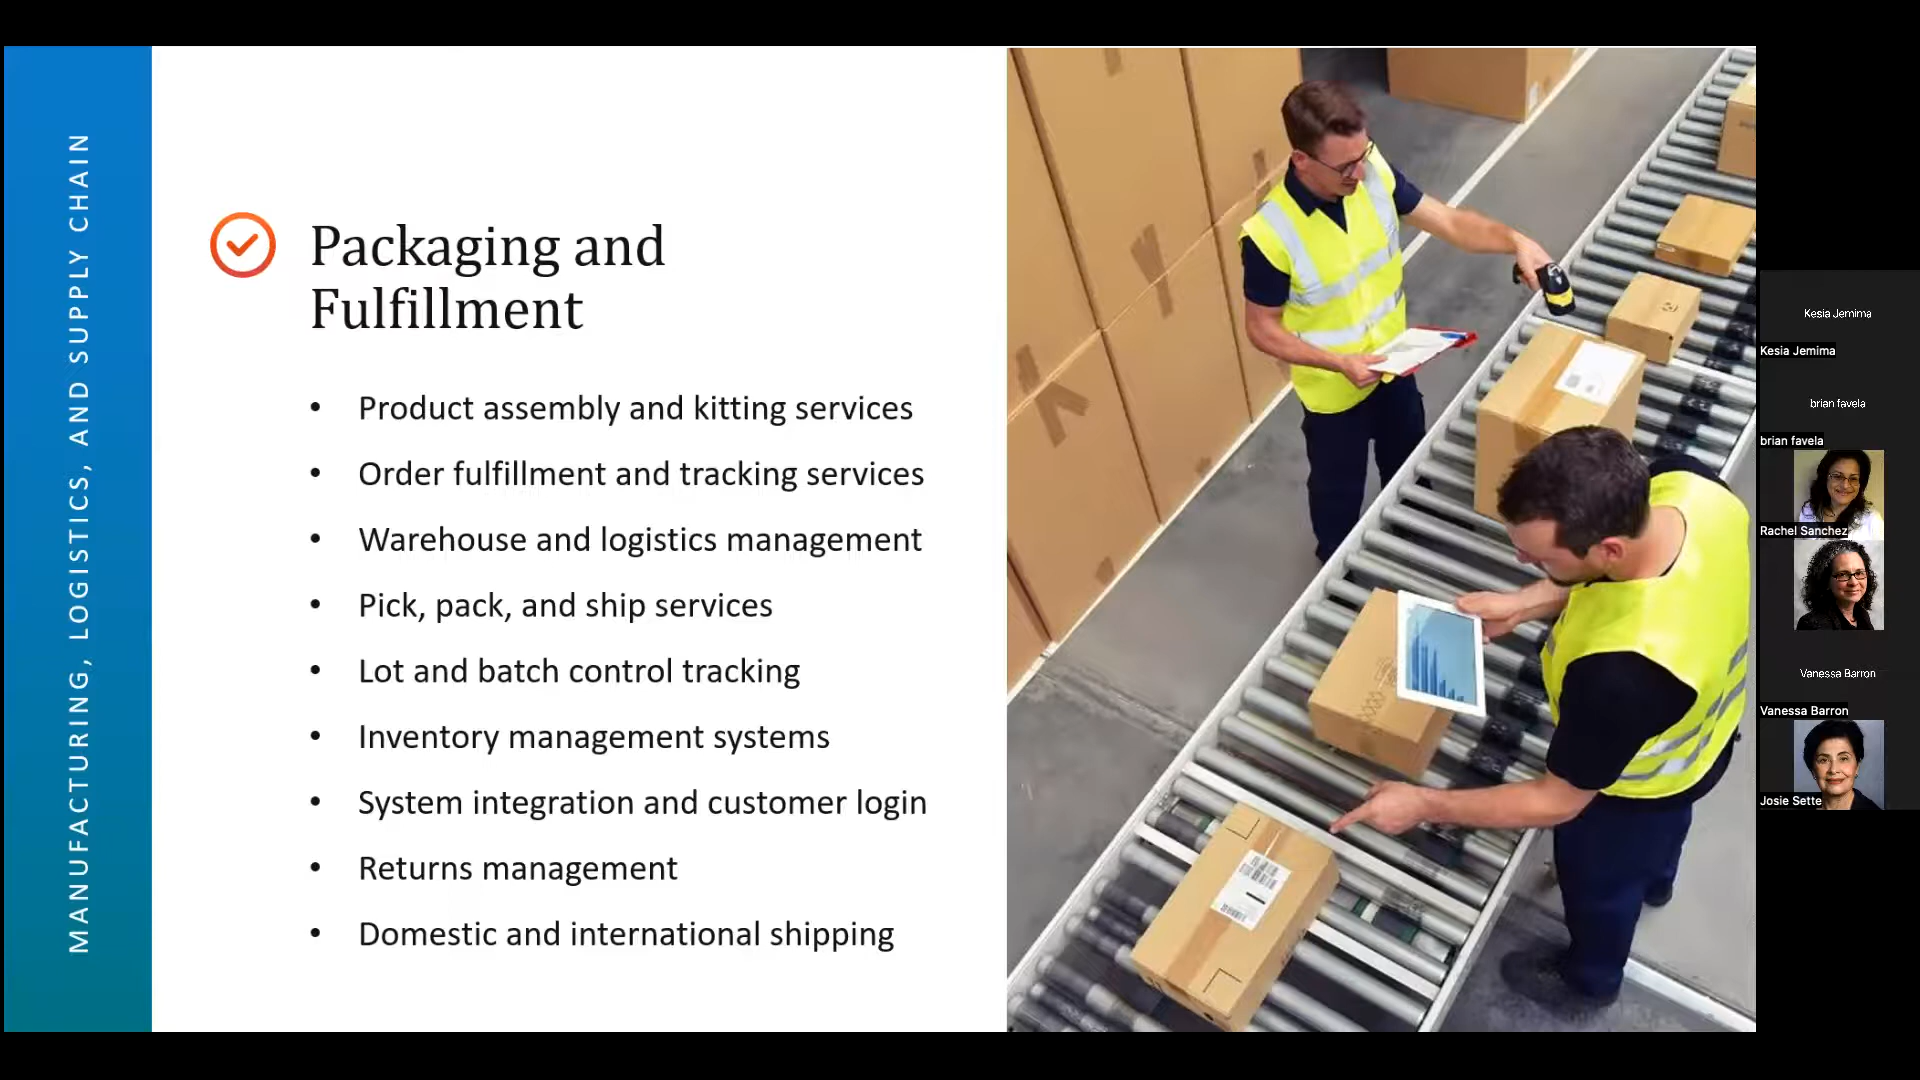 MANUFACTURING, LOGISTICS, AND SUPPLY CHAIN
Packaging and
Fulfillment
• Product assembly and kitting services
• Order fulfillment and tracking services
• Warehouse and logistics management
• Pick, pack, and ship services
• Lot and batch control tracking
• Inventory management systems
• System integration and customer login
• Returns management
• Domestic and international shipping
Kesia Jemima
Kesia Jemima
brian favela
brian favela
Rachel Sanchez
Vanessa Barron
Vanessa Barron
Josie Sette